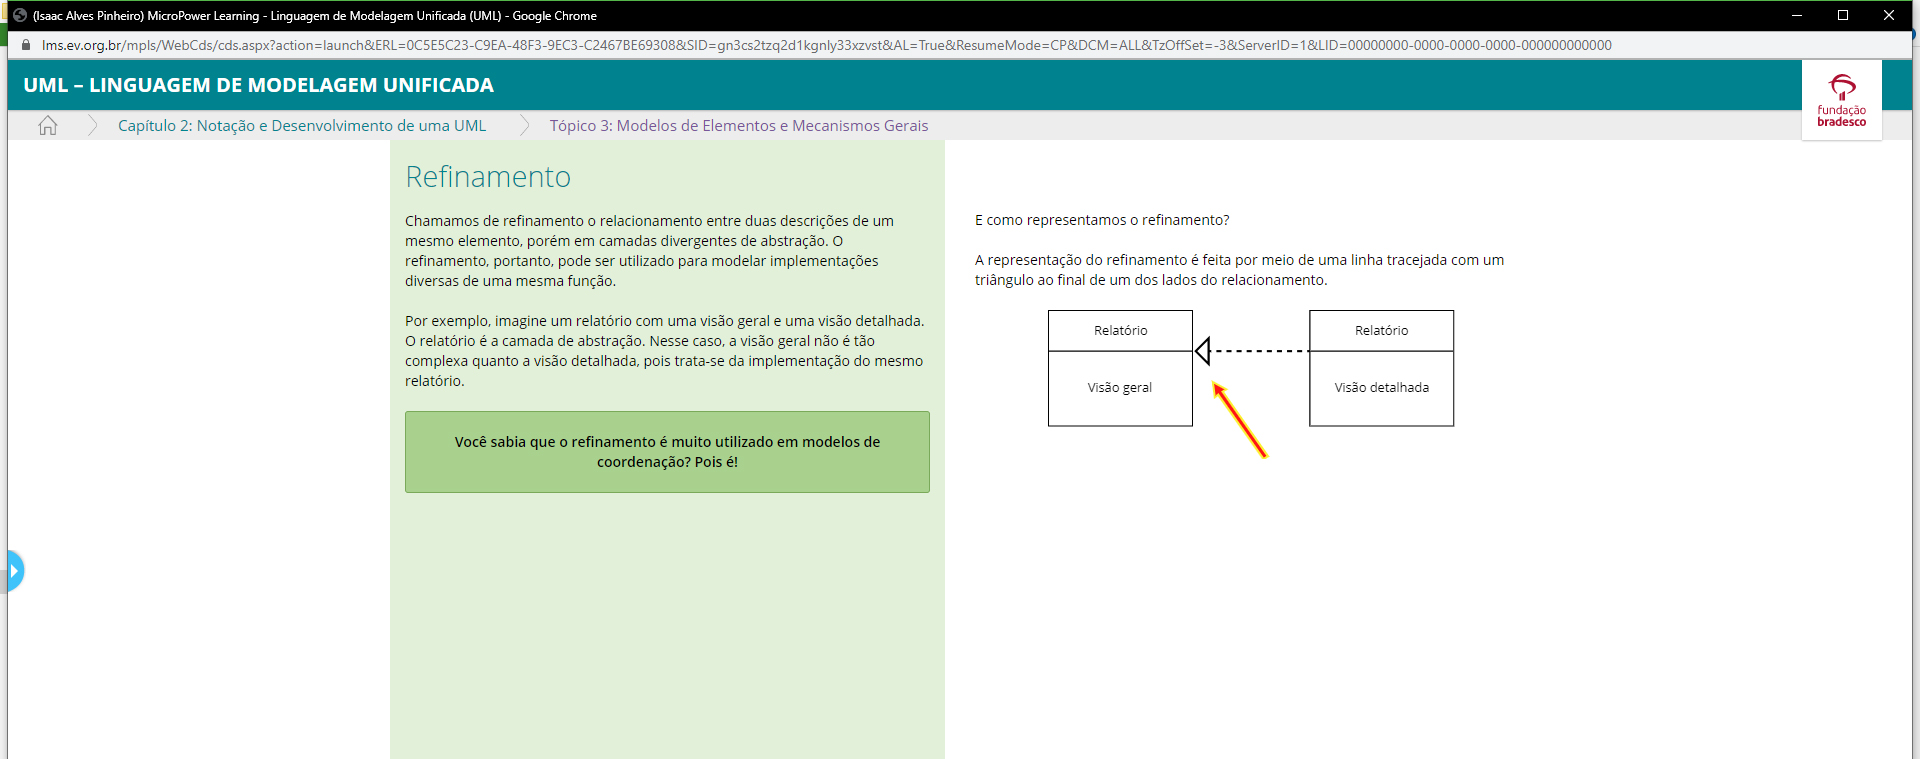 (Isaac Alves Pinheiro) MicroPower Learning - Linguagem de Modelagem Unificada (UML) - Google Chrome
lms.ev.org.br/mpls/WebCds/cds.aspx?action=launch&ERL=0C5E5C23-C9EA-48F3-9EC3-C2467BE69308&SID=gn3cs2tzq2d1kgnly33xzvst&AL=True&ResumeMode=CP&DCM=ALL&TzOffSet=-3&ServerID=1&LID=00000000-0000-0000-0000-000000000000
UML – LINGUAGEM DE MODELAGEM UNIFICADA
fundação
bradesco
Capítulo 2: Notação e Desenvolvimento de uma UML
Tópico 3: Modelos de Elementos e Mecanismos Gerais
Refinamento
Chamamos de refinamento o relacionamento entre duas descrições de um
mesmo elemento, porém em camadas divergentes de abstração. O
refinamento, portanto, pode ser utilizado para modelar implementações
diversas de uma mesma função.
Por exemplo, imagine um relatório com uma visão geral e uma visão detalhada.
O relatório é a camada de abstração. Nesse caso, a visão geral não é tão
complexa quanto a visão detalhada, pois trata-se da implementação do mesmo
relatório.
Você sabia que o refinamento é muito utilizado em modelos de
coordenação? Pois é!
E como representamos o refinamento?
A representação do refinamento é feita por meio de uma linha tracejada com um
triângulo ao final de um dos lados do relacionamento.
Relatório
Visão geral
Relatório
Visão detalhada